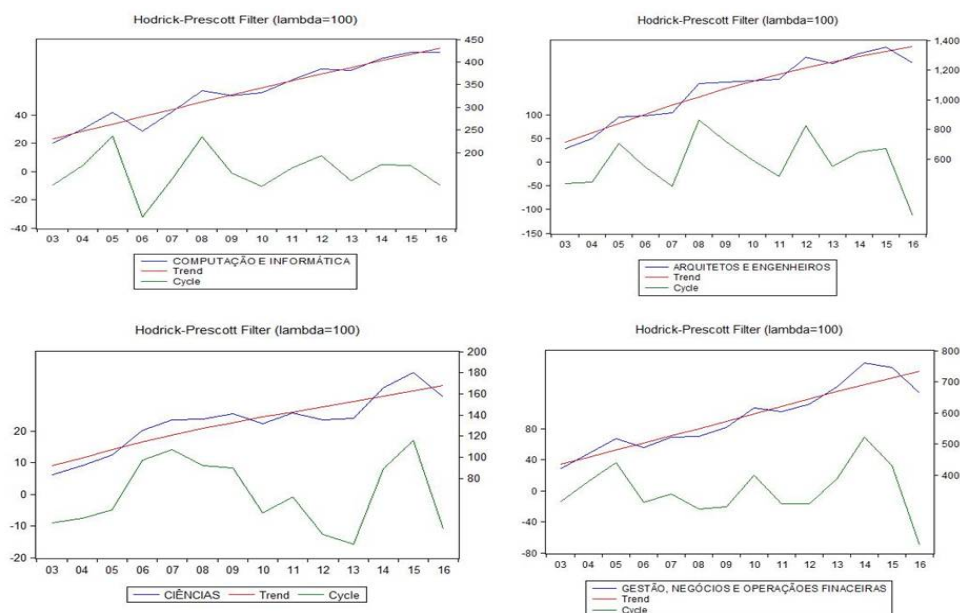 Hodrick-Prescott Filter (lambda=100)
450
400
350
300
250
200
40
20
0
-20
-40
03 04 05 06 07 08 09 10 11 12 13 14 15 16
COMPUTAÇÃO E INFORMÁTICA
Trend
Cycle
Hodrick-Prescott Filter (lambda=100)
1,400
1,200
1,000
800
600
100
50
0
-50
-100
-150
03 04 05 06 07 08 09 10 11 12 13 14 15 16
ARQUITETOS E ENGENHEIROS
Trend
Cycle
Hodrick-Prescott Filter (lambda=100)
200
180
160
140
120
100
80
20
10
0
-10
-20
03 04 05 06 07 08 09 10 11 12 13 14 15 16
CIÊNCIAS Trend Cycle
Hodrick-Prescott Filter (lambda=100)
800
700
600
500
400
80
40
0
-40
-80
03 04 05 06 07 08 09 10 11 12 13 14 15 16
GESTÃO, NEGÓCIOS E OPERAÇÃOES FINACEIRAS
Trend
Cycle